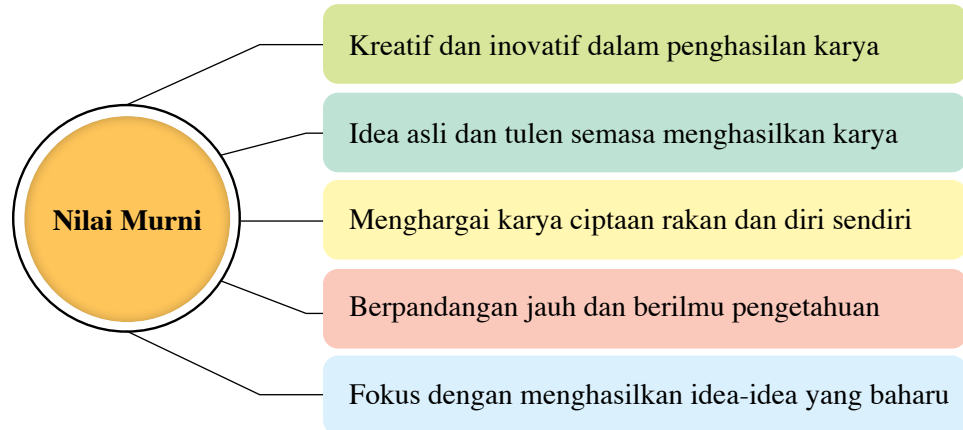 Nilai Murni
Kreatif dan inovatif dalam penghasilan karya
Idea asli dan tulen semasa menghasilkan karya
Menghargai karya ciptaan rakan dan diri sendiri
Berpandangan jauh dan berilmu pengetahuan
Fokus dengan menghasilkan idea-idea yang baharu